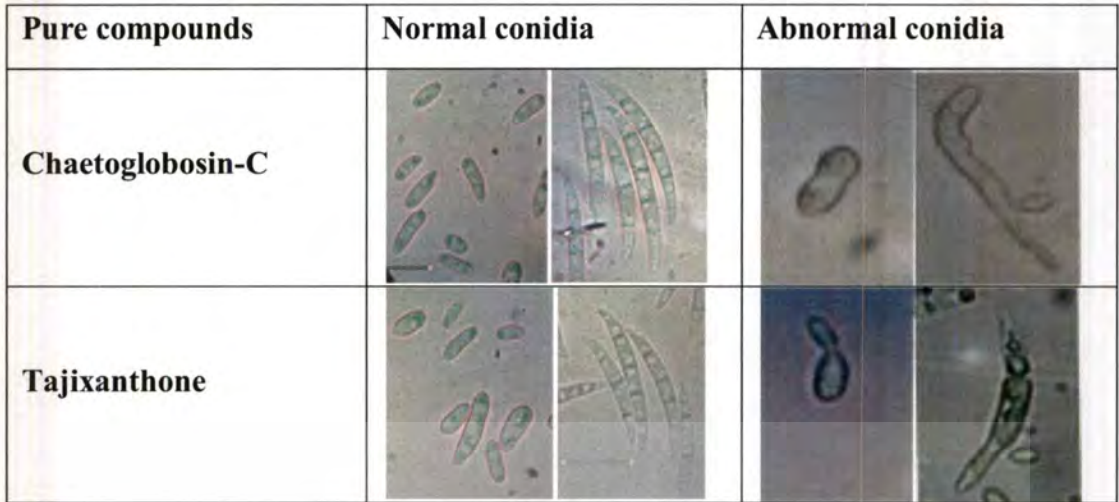 Pure compounds Normal conidia Abnormal conidia
Chaetoglobosin-C
Tajixanthone